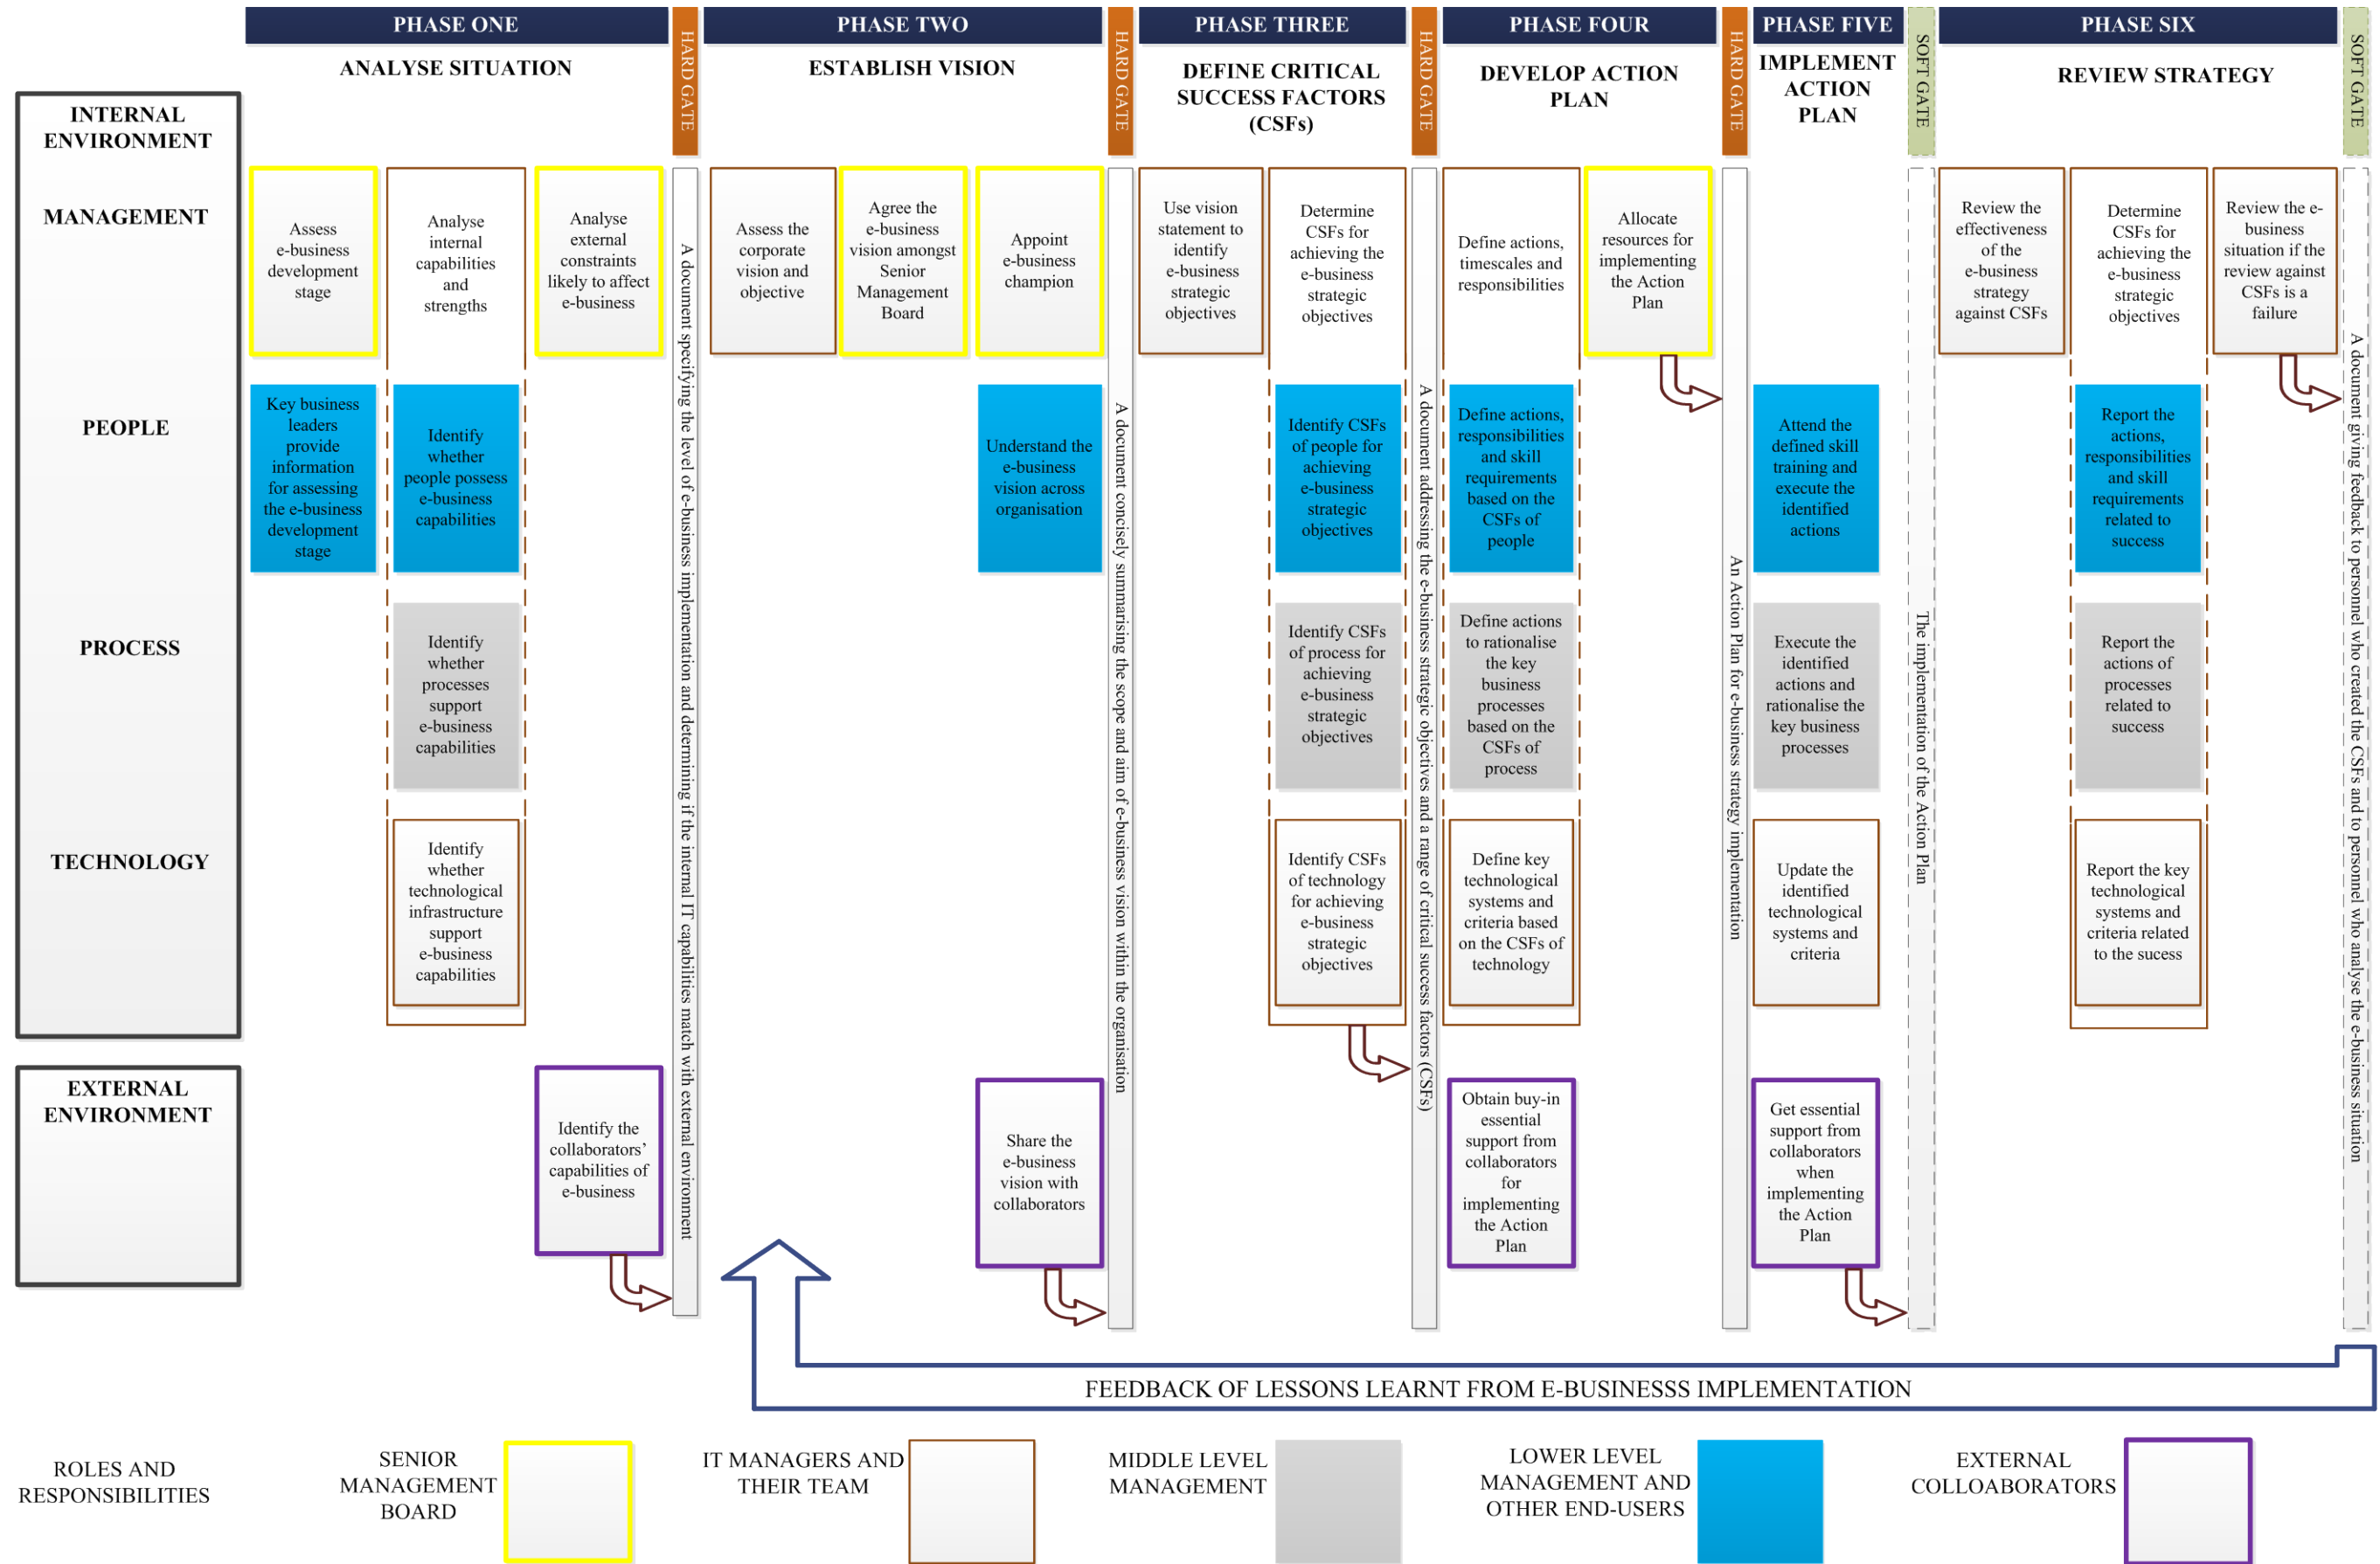 PHASE ONE
ANALYSE SITUATION
HARD GATE
PHASE TWO
ESTABLISH VISION
HARD GATE
PHASE THREE
DEFINE CRITICAL
SUCCESS FACTORS
(CSFs)
HARD GATE
PHASE FOUR
DEVELOP ACTION
PLAN
HARD GATE
PHASE FIVE
IMPLEMENT
ACTION
PLAN
SOFT GATE
PHASE SIX
REVIEW STRATEGY
SOFT GATE
INTERNAL
ENVIRONMENT
MANAGEMENT
Assess
e-business
development
stage
Analyse
internal
capabilities
and
strengths
Analyse
external
constraints
likely to affect
e-business
A document specifying the level of e-business implementation and determining if the internal IT capabilities match with external environment
Assess the
corporate
vision and
objective
Agree the
e-business
vision amongst
Senior
Management
Board
Appoint
e-business
champion
A document concisely summarising the scope and aim of e-business vision within the organisation
Use vision
statement to
identify
e-business
strategic
objectives
Determine
CSFs for
achieving the
e-business
strategic
objectives
A document addressing the e-business strategic objectives and a range of critical success factors (CSFs)
Define actions,
timescales and
responsibilities
Allocate
resources for
implementing
the Action
Plan
An Action Plan for e-business strategy implementation
The implementation of the Action Plan
Review the
effectiveness
of the
e-business
strategy
against CSFs
Determine
CSFs for
achieving the
e-business
strategic
objectives
Review the e-
business
situation if the
review against
CSFs is a
failure
A document giving feedback to personnel who created the CSFs and to personnel who analyse the e-business situation
PEOPLE
Key business
leaders
provide
information
for assessing
the e-business
development
stage
Identify
whether
people possess
e-business
capabilities
Understand the
e-business
vision across
organisation
Identify CSFs
of people for
achieving
e-business
strategic
objectives
Define actions,
responsibilities
and skill
requirements
based on the
CSFs of
people
Attend the
defined skill
training and
execute the
identified
actions
Report the
actions,
responsibilities
and skill
requirements
related to
success
PROCESS
Identify
whether
processes
support
e-business
capabilities
Identify CSFs
of process for
achieving
e-business
strategic
objectives
Define actions
to rationalise
the key
business
processes
based on the
CSFs of
process
Execute the
identified
actions and
rationalise the
key business
processes
Report the
actions of
processes
related to
success
TECHNOLOGY
Identify
whether
technological
infrastructure
support
e-business
capabilities
Identify CSFs
of technology
for achieving
e-business
strategic
objectives
Define key
technological
systems and
criteria based
on the CSFs of
technology
Update the
identified
technological
systems and
criteria
Report the key
technological
systems and
criteria related
to the sucess
EXTERNAL
ENVIRONMENT
Identify the
collaborators’
capabilities of
e-business
Share the
e-business
vision with
collaborators
Obtain buy-in
essential
support from
collaborators
for
implementing
the Action
Plan
Get essential
support from
collaborators
when
implementing
the Action
Plan
FEEDBACK OF LESSONS LEARNT FROM E-BUSINESSS IMPLEMENTATION
ROLES AND
RESPONSIBILITIES
SENIOR
MANAGEMENT
BOARD
IT MANAGERS AND
THEIR TEAM
MIDDLE LEVEL
MANAGEMENT
LOWER LEVEL
MANAGEMENT AND
OTHER END-USERS
EXTERNAL
COLLOABORATORS